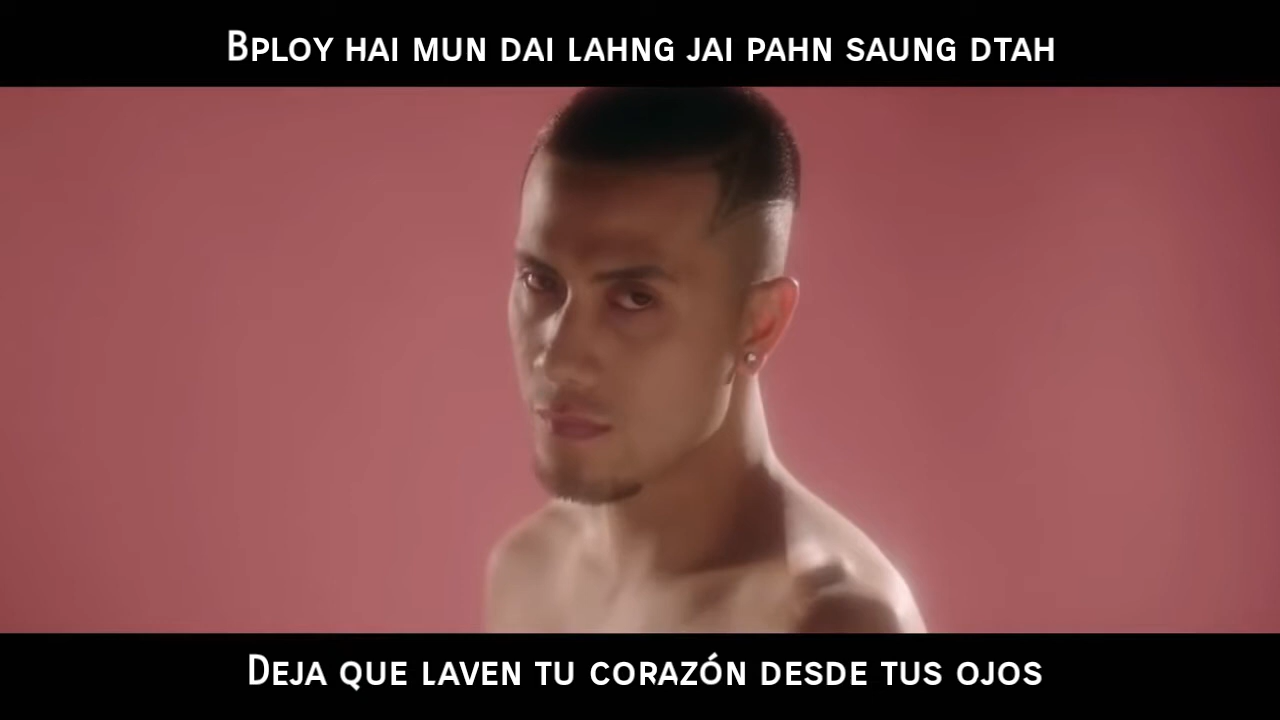 Bploy hai mun dai lahng jai pahn saung dtah
Deja que laven tu corazón desde tus ojos